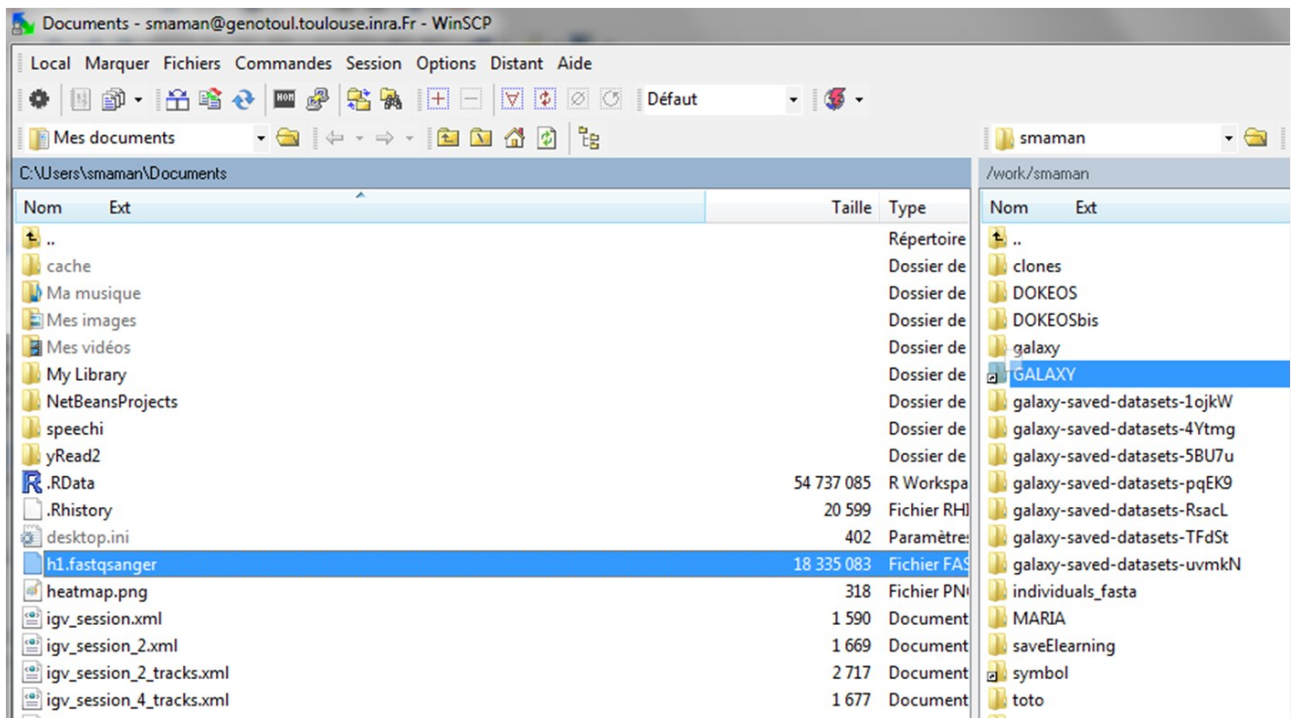 Documents - smaman@genotoul.toulouse.inra.Fr - WinSCP
Local Marquer Fichiers Commandes Session Options Distant Aide
Défaut
Mes documents smaman
C:\Users\smaman\Documents /work/smaman
Nom Ext Taille Type Nom Ext
.. Répertoire ..
cache Dossier de clones
Ma musique Dossier de DOKEOS
Mes images Dossier de DOKEOSbis
Mes vidéos Dossier de galaxy
My Library Dossier de GALAXY
NetBeansProjects Dossier de galaxy-saved-datasets-1ojkW
speechi Dossier de galaxy-saved-datasets-4Ytmg
yRead2 Dossier de galaxy-saved-datasets-5BU7u
.RData 54 737 085 R Workspa galaxy-saved-datasets-pqEK9
.Rhistory 20 599 Fichier RHI galaxy-saved-datasets-RsacL
desktop.ini 402 Paramètre: galaxy-saved-datasets-TFdSt
h1.fastqsanger 18 335 083 Fichier FAS galaxy-saved-datasets-uvmkN
heatmap.png 318 Fichier PN individuals_fasta
igv_session.xml 1 590 Document MARIA
igv_session_2.xml 1 669 Document saveElearning
igv_session_2_tracks.xml 2 717 Document symbol
igv_session_4_tracks.xml 1 677 Document toto